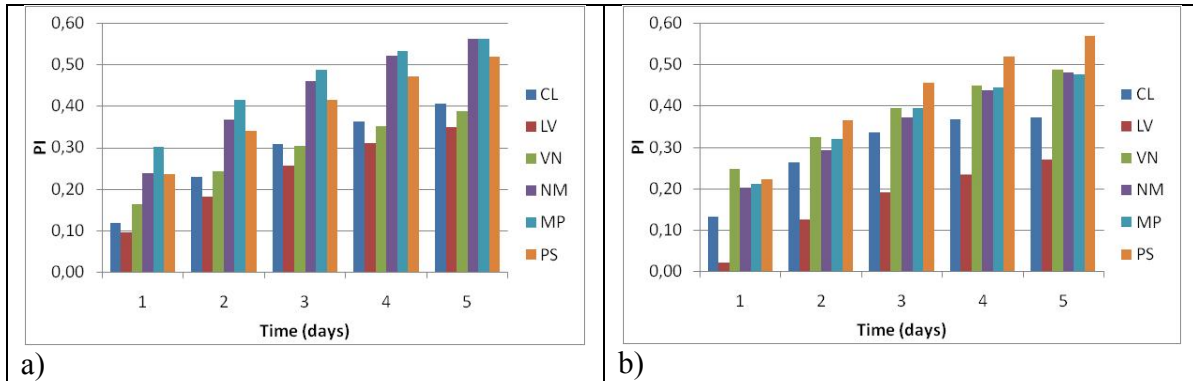 0,60
0,50
0,40
0,30
0,20
0,10
0,00
PI
1 2 3 4 5
Time (days)
CL
LV
VN
NM
MP
PS
a)
0,60
0,50
0,40
0,30
0,20
0,10
0,00
PI
1 2 3 4 5
Time (days)
CL
LV
VN
NM
MP
PS
b)